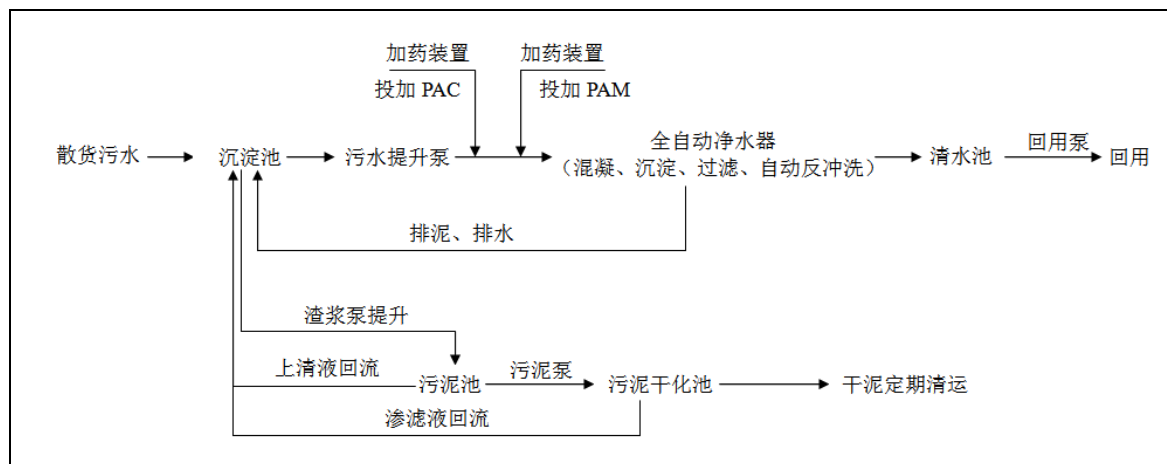 加药装置
加药装置
投加 PAC
投加 PAM
全自动净水器
散货污水
沉淀池
污水提升泵
(混凝、沉淀、过滤、自动反冲洗)
清水池
回用泵
回用
排泥、排水
渣浆泵提升
上清液回流
污泥池
污泥泵
污泥干化池
干泥定期清运
渗滤液回流